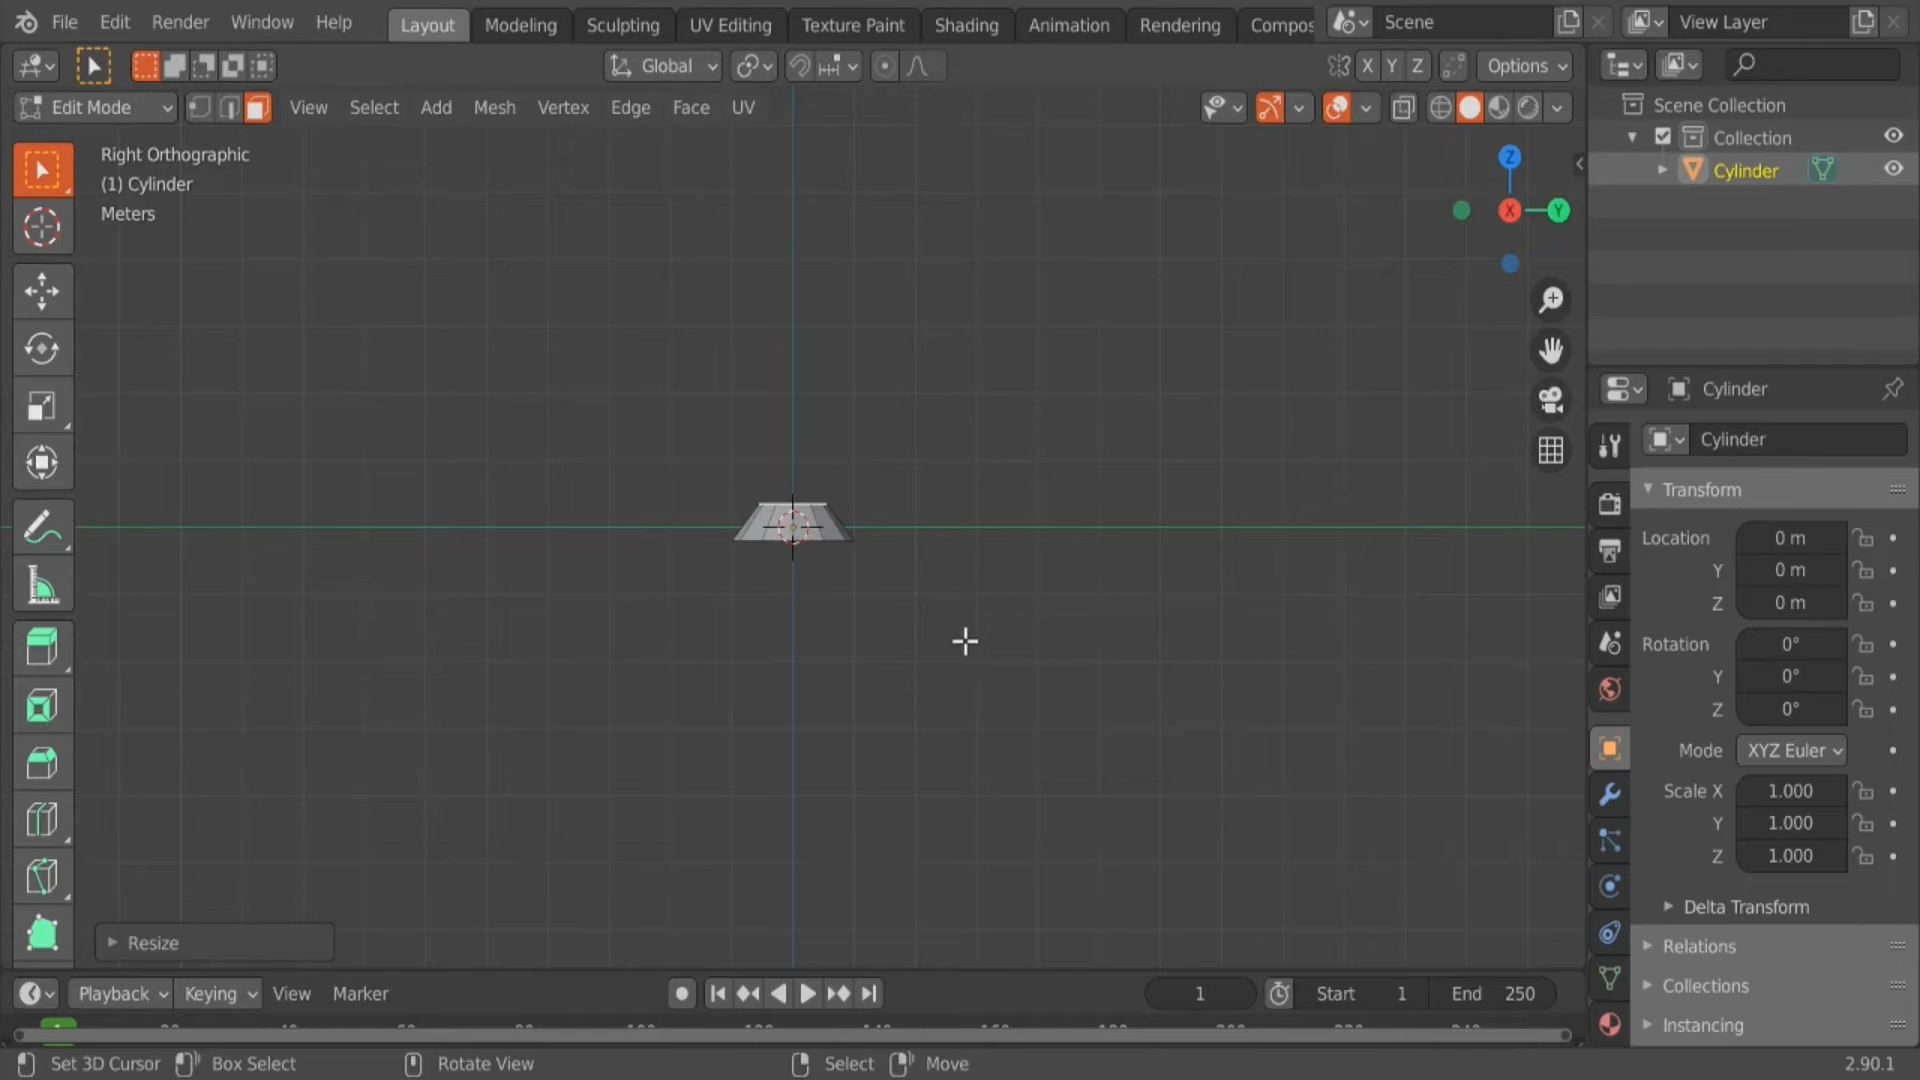 File Edit Render Window Help Layout Modeling Sculpting UV Editing Texture Paint Shading Animation Rendering Compos Scene View Layer
Global X Y Z Options
Edit Mode View Select Add Mesh Vertex Edge Face UV
Scene Collection
Collection
Cylinder
Right Orthographic
(1) Cylinder
Meters
Z
X
Y
Cylinder
Cylinder
Transform
Location 0 m
Y 0 m
Z 0 m
Rotation 0°
Y 0°
Z 0°
Mode XYZ Euler
Scale X 1.000
Y 1.000
Z 1.000
Delta Transform
Relations
Collections
Instancing
Resize
Playback Keying View Marker 1 Start 1 End 250
Set 3D Cursor Box Select Rotate View Select Move 2.90.1